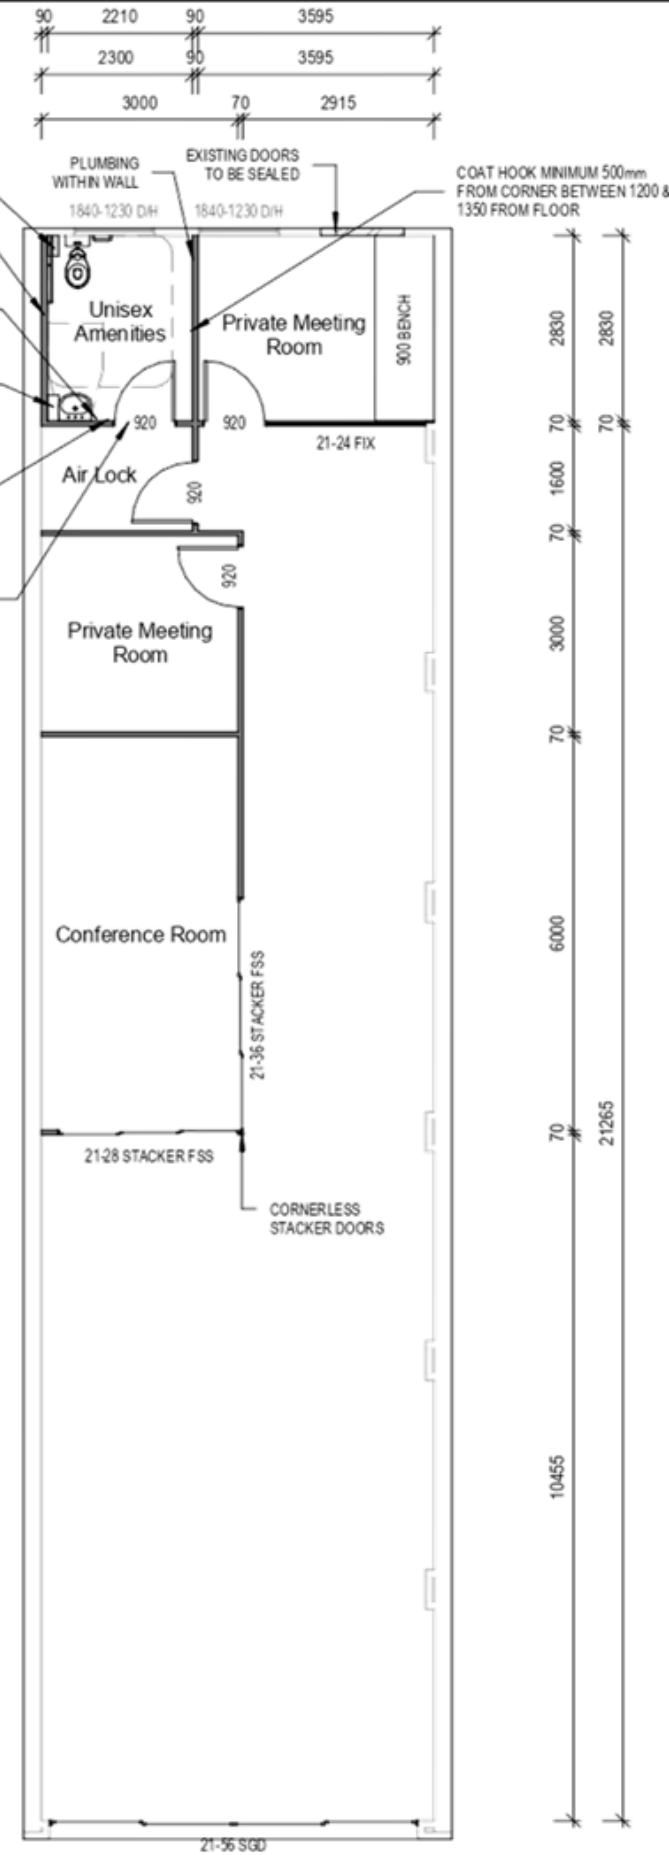 90 2210 90 3595
2300 90 3595
3000 70 2915
PLUMBING
WITHIN WALL
EXISTING DOORS
TO BE SEALED
COAT HOOK MINIMUM 500mm
FROM CORNER BETWEEN 1200 &
1350 FROM FLOOR
1840-1230 D/H 1840-1230 D/H
Unisex
Amenities
Private Meeting
Room
900 BENCH
2830 2830
920 920
21-24 FIX
70 70
Air Lock
920
1600
70
920
Private Meeting
Room
3000
70
Conference Room
6000
21-36 STACKER FSS
21-28 STACKER FSS
70
21265
CORNERLESS
STACKER DOORS
10455
21-56 SGD